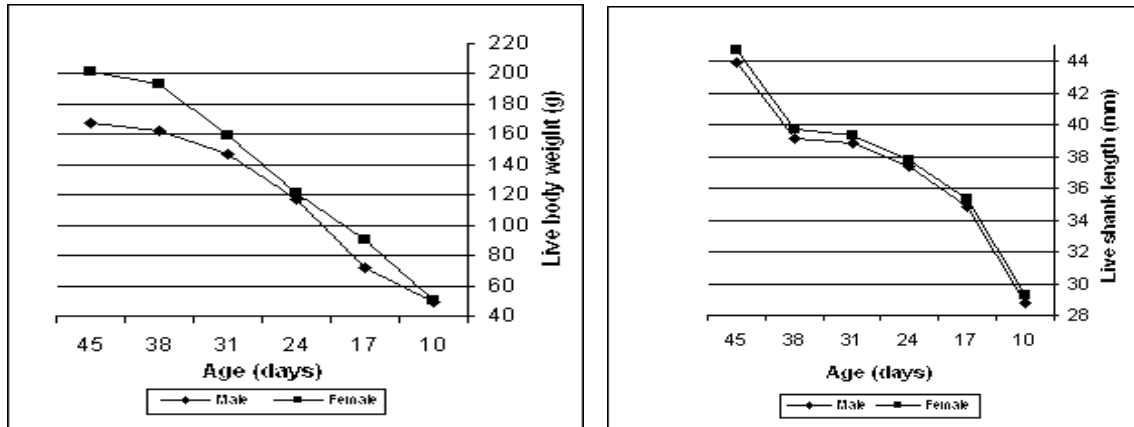 220
200
180
160
140
120
100
80
60
40
Live body weight (g)
45 38 31 24 17 10
Age (days)
Male Female
44
42
40
38
36
34
32
30
28
Live shank length (mm)
45 38 31 24 17 10
Age (days)
Male Female